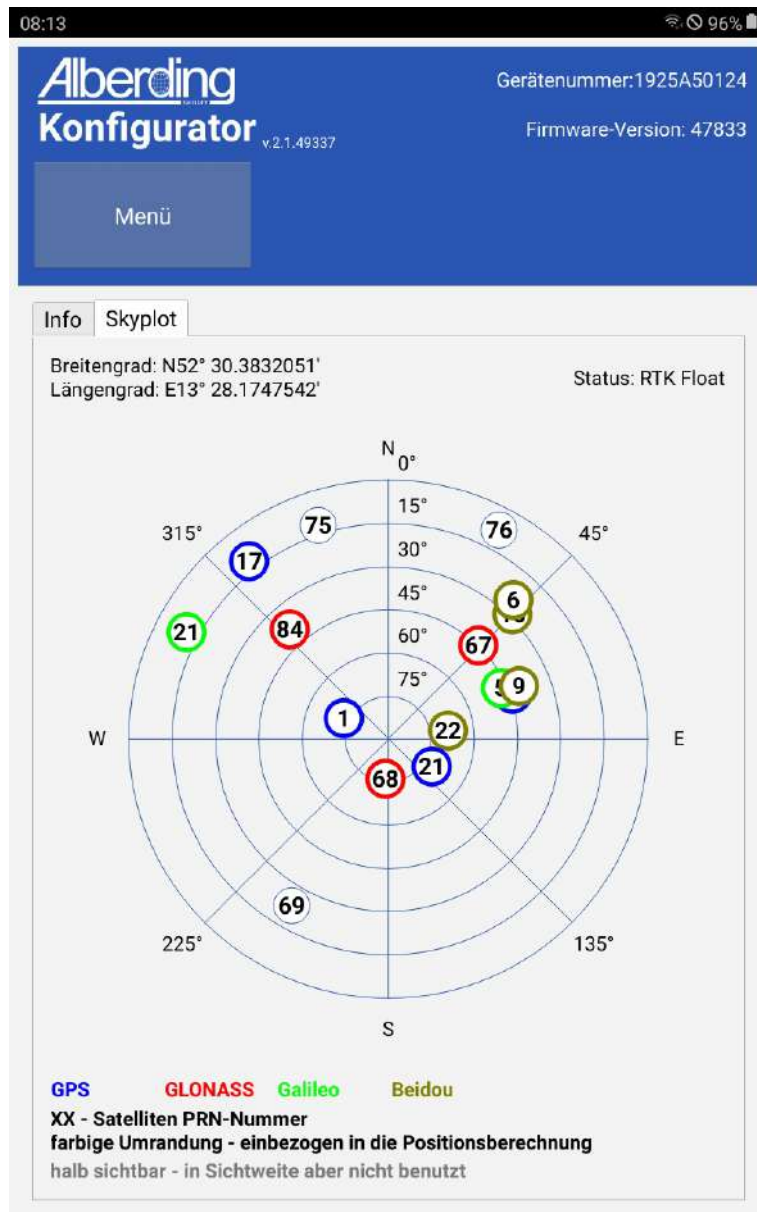 08:13 96%
Alberding
Gerätenummer:1925A50124
Konfigurator v.2.1.49337
Firmware-Version: 47833
Menü
Info Skyplot
Breitengrad: N52° 30.3832051'
Längengrad: E13° 28.1747542'
Status: RTK Float
N
0°
15°
75
76
315°
45°
30°
17
45°
6
21
84
60°
67
75°
5
9
1
22
W
E
21
68
69
225°
135°
S
GPS GLONASS Galileo Beidou
XX - Satelliten PRN-Nummer
farbige Umrandung - einbezogen in die Positionsberechnung
halb sichtbar - in Sichtweite aber nicht benutzt